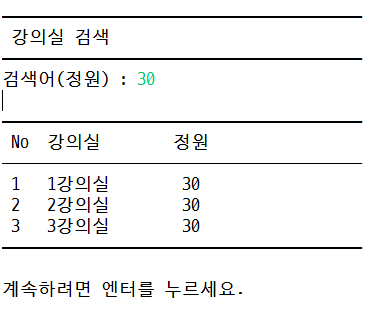 강의실 검색
검색어(정원) : 30
No 강의실 정원
1 1강의실 30
2 2강의실 30
3 3강의실 30
계속하려면 엔터를 누르세요.